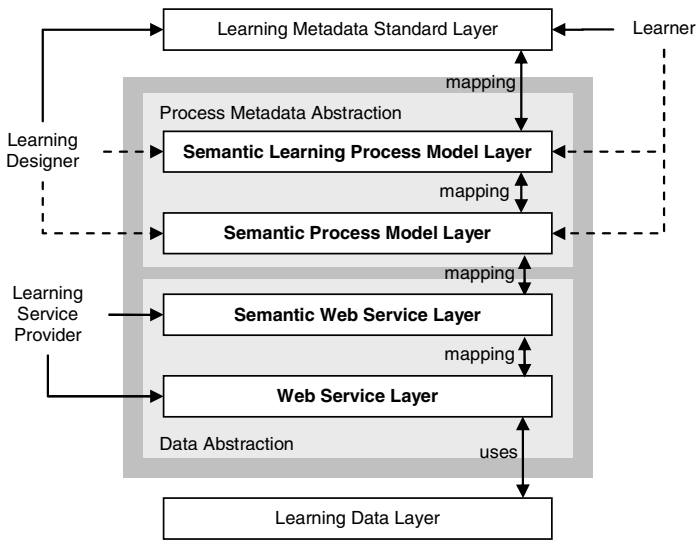 Learning Metadata Standard Layer
Learner
mapping
Process Metadata Abstraction
Learning
Designer
Semantic Learning Process Model Layer
mapping
Semantic Process Model Layer
mapping
Learning
Service
Provider
Semantic Web Service Layer
mapping
Web Service Layer
Data Abstraction
uses
Learning Data Layer